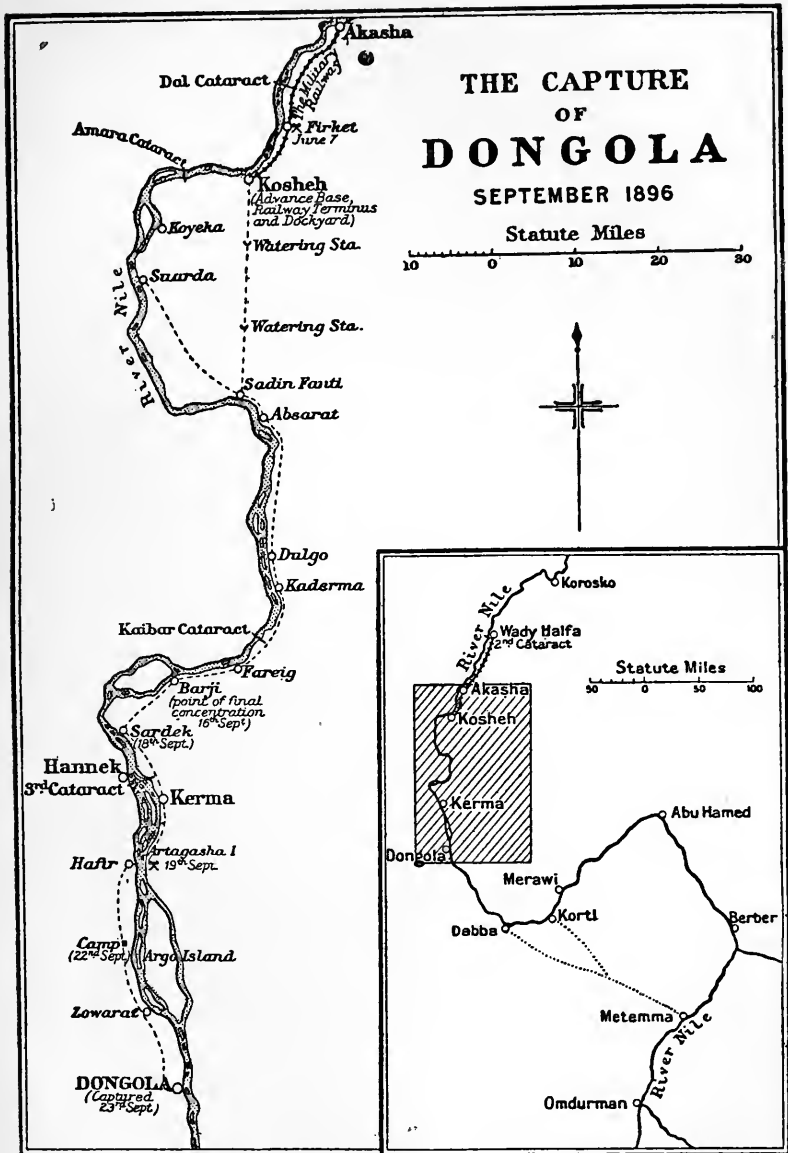 THE CAPTURE
OF
DONGOLA
SEPTEMBER 1896
Statute Miles
10 0 10 20 30
Akasha
Dal Cataract
The Military
Railway
Firket
June 7
Amara Cataract
Kosheh
(Advance Base,
Railway Terminus
and Dockyard)
Koyeka
Watering Sta.
Suarda
River Nile
Watering Sta.
Sadin Fanti
Absarat
Dulgo
Kaderma
Kaibar Cataract
Fareig
Barji
(point of final
concentration
16th Sept)
Sardek
(18th Sept.)
Hannek
3rd Cataract
Kerma
Artagasha I
Hafir
19th Sept.
Camp
(22nd Sept.)
Argo Island
Zowarat
DONGOLA
(Captured
23rd Sept.)
Korosko
River Nile
Wady Halfa
2nd Cataract
Statute Miles
50 0 50 100
Akasha
Kosheh
Kerma
Dongola
Abu Hamed
Merawi
Korti
Dabba
Berber
Metemma
River Nile
Omdurman